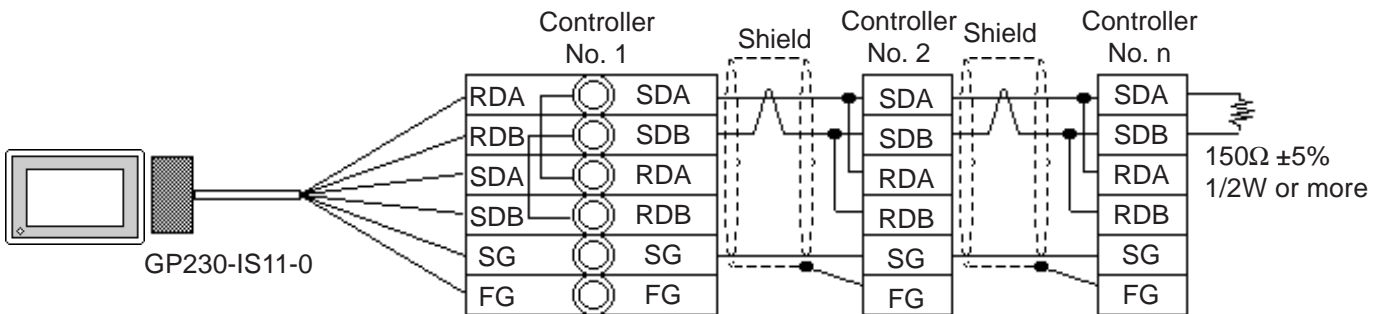 Controller
No. 1
Shield
Controller
No. 2
Shield
Controller
No. n
RDA SDA SDA SDA
RDB SDB SDB SDB
SDA RDA RDA RDA
SDB RDB RDB RDB
SG SG SG SG
FG FG FG FG
150Ω ±5%
1/2W or more
GP230-IS11-0